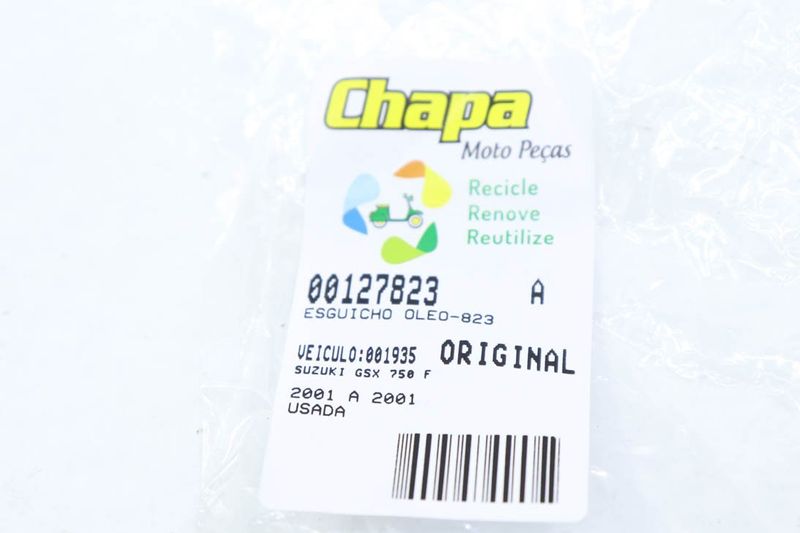 Chapa
Moto Peças
Recicle
Renove
Reutilize
00127823 A
ESGUICHO OLEO-823
VEICULO:001935 ORIGINAL
SUZUKI GSX 750 F
2001 A 2001
USADA